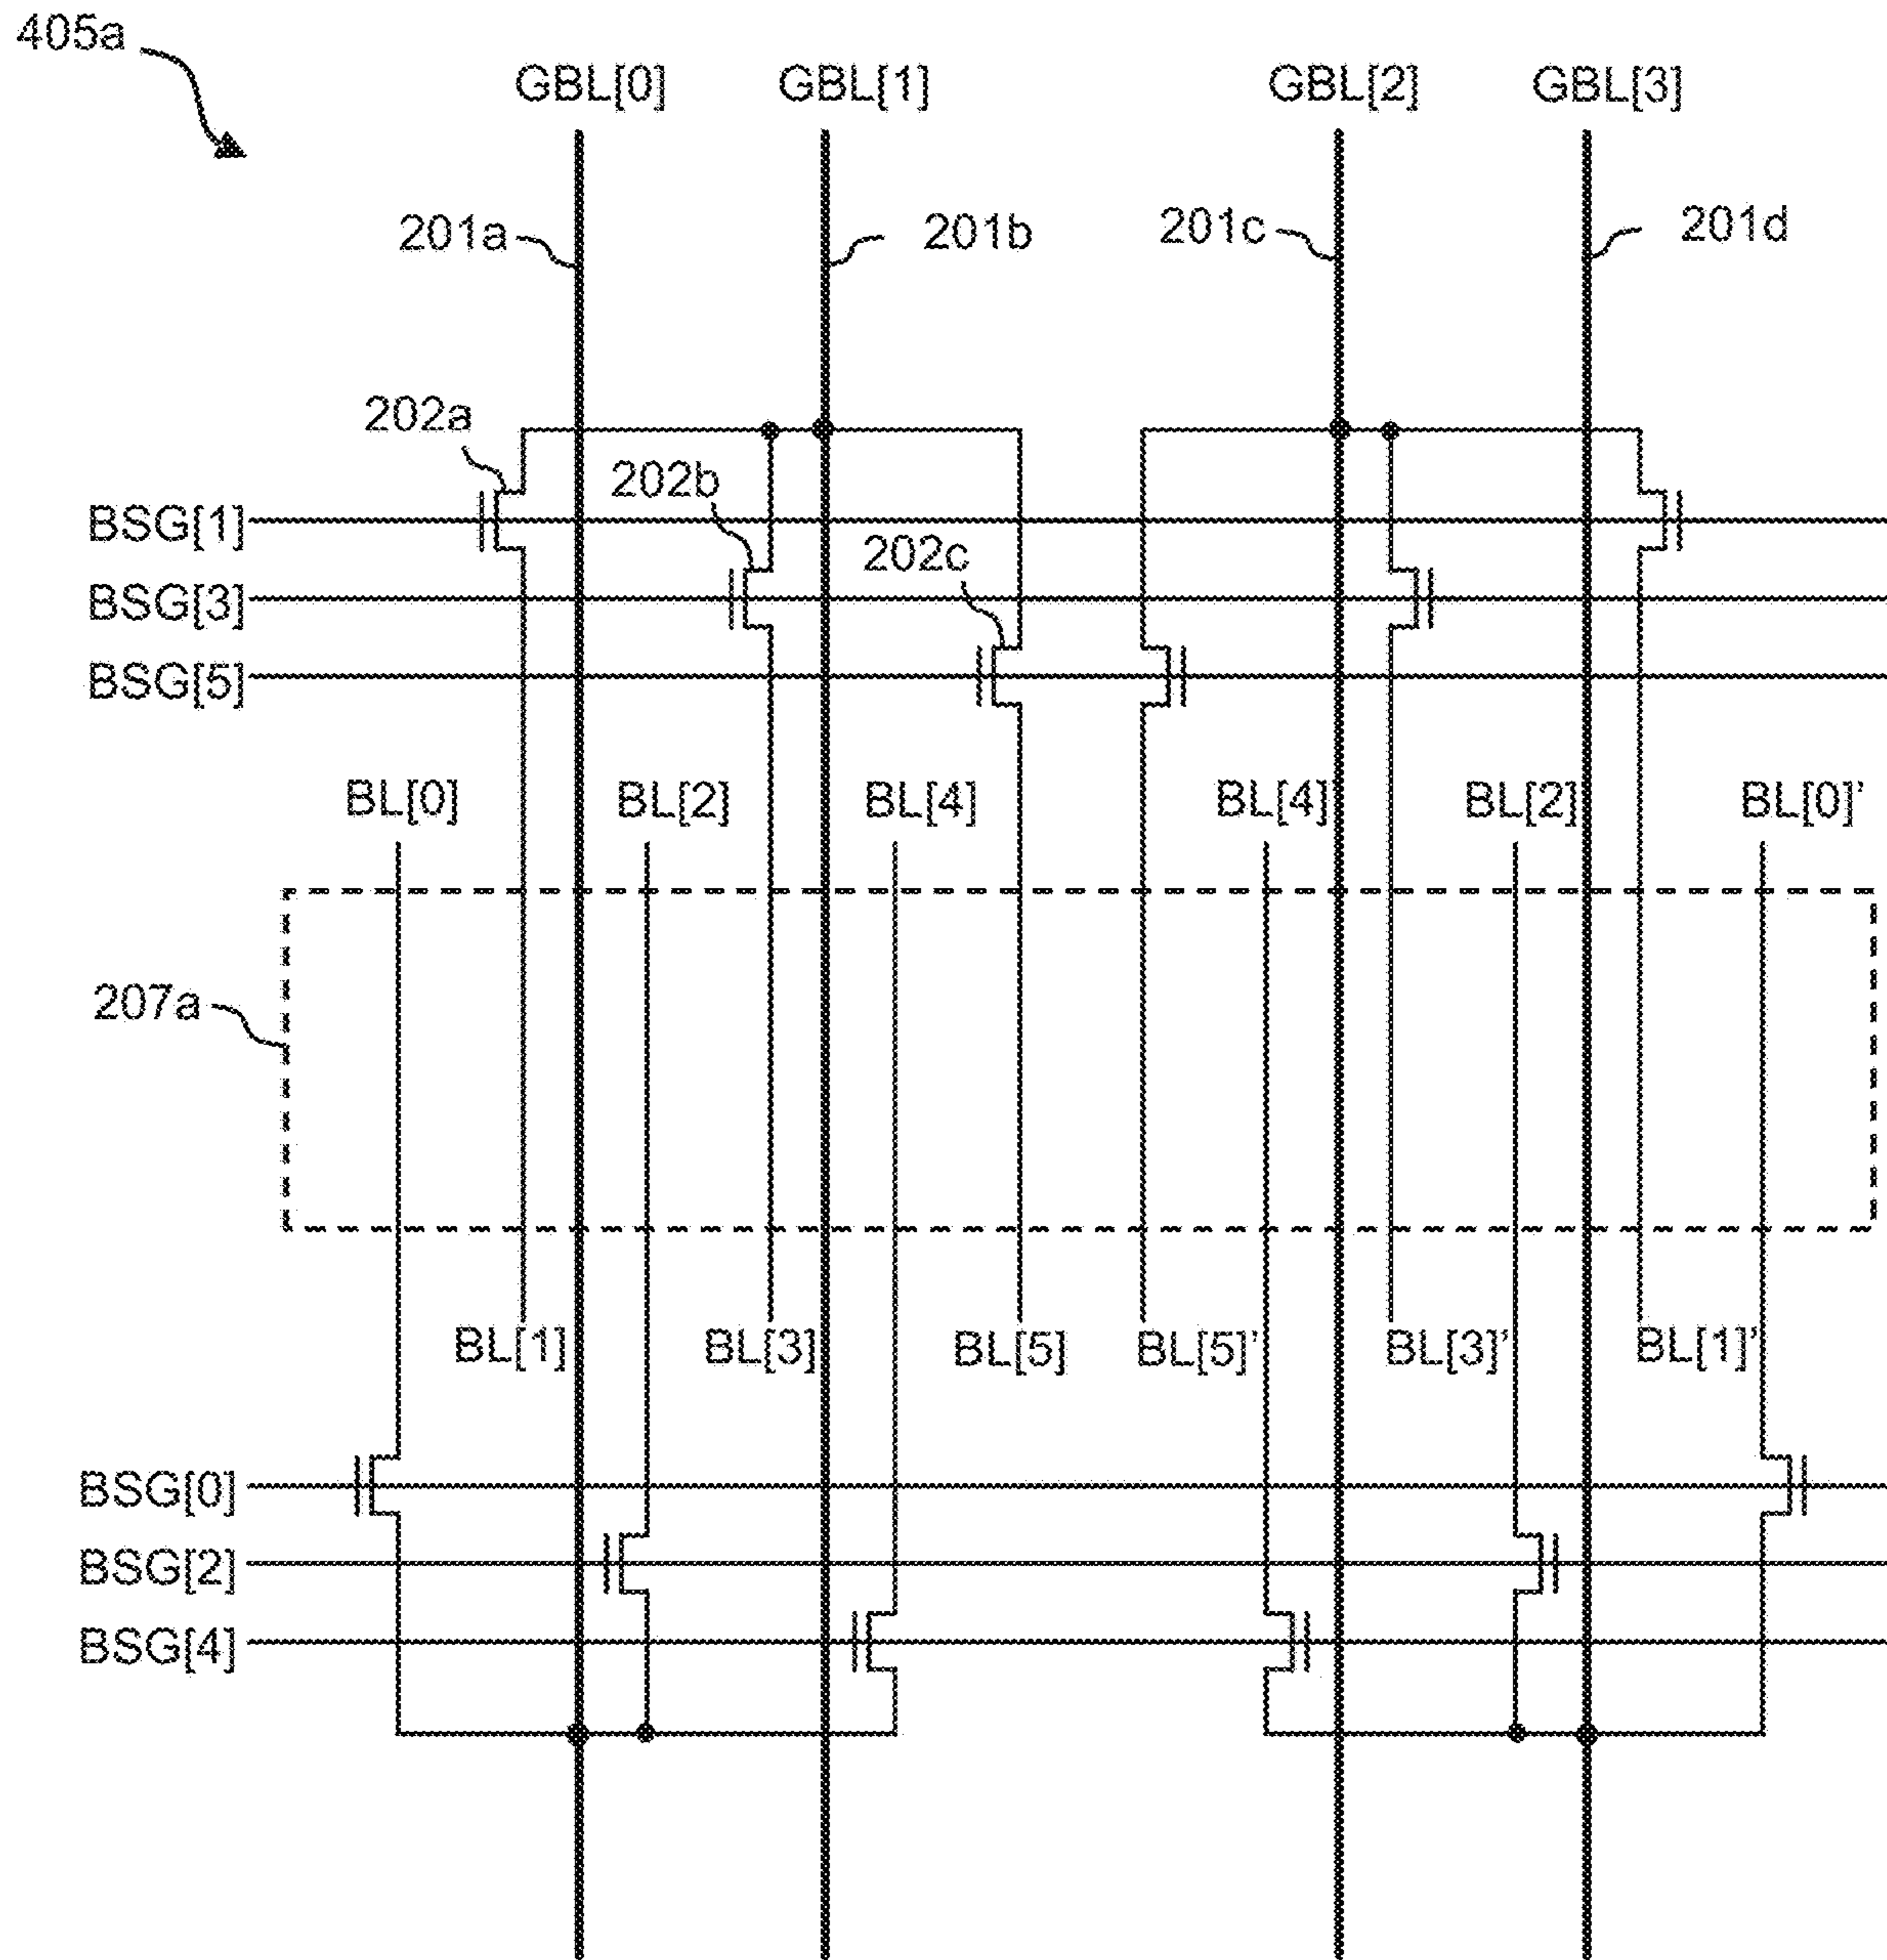 405a
GBL[0] GBL[1] GBL[2] GBL[3]
201a 201b 201c 201d
202a
202b
BSG[1]
202c
BSG[3]
BSG[5]
BL[0] BL[2] BL[4] BL[4]' BL[2] BL[0]'
207a
BL[1] BL[3] BL[5] BL[5]' BL[3]' BL[1]'
BSG[0]
BSG[2]
BSG[4]